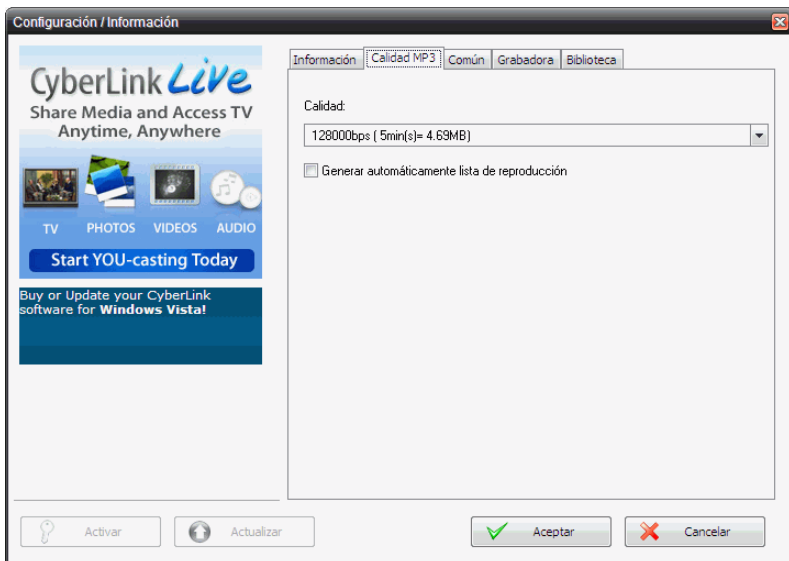 Configuración / Información
CyberLink Live
Share Media and Access TV
Anytime, Anywhere
TV PHOTOS VIDEOS AUDIO
Start YOU-casting Today
Buy or Update your CyberLink
software for Windows Vista!
Información Calidad MP3 Común Grabadora Biblioteca
Calidad:
128000bps ( 5min(s)= 4.69MB)
Generar automáticamente lista de reproducción
Activar Actualizar Aceptar Cancelar